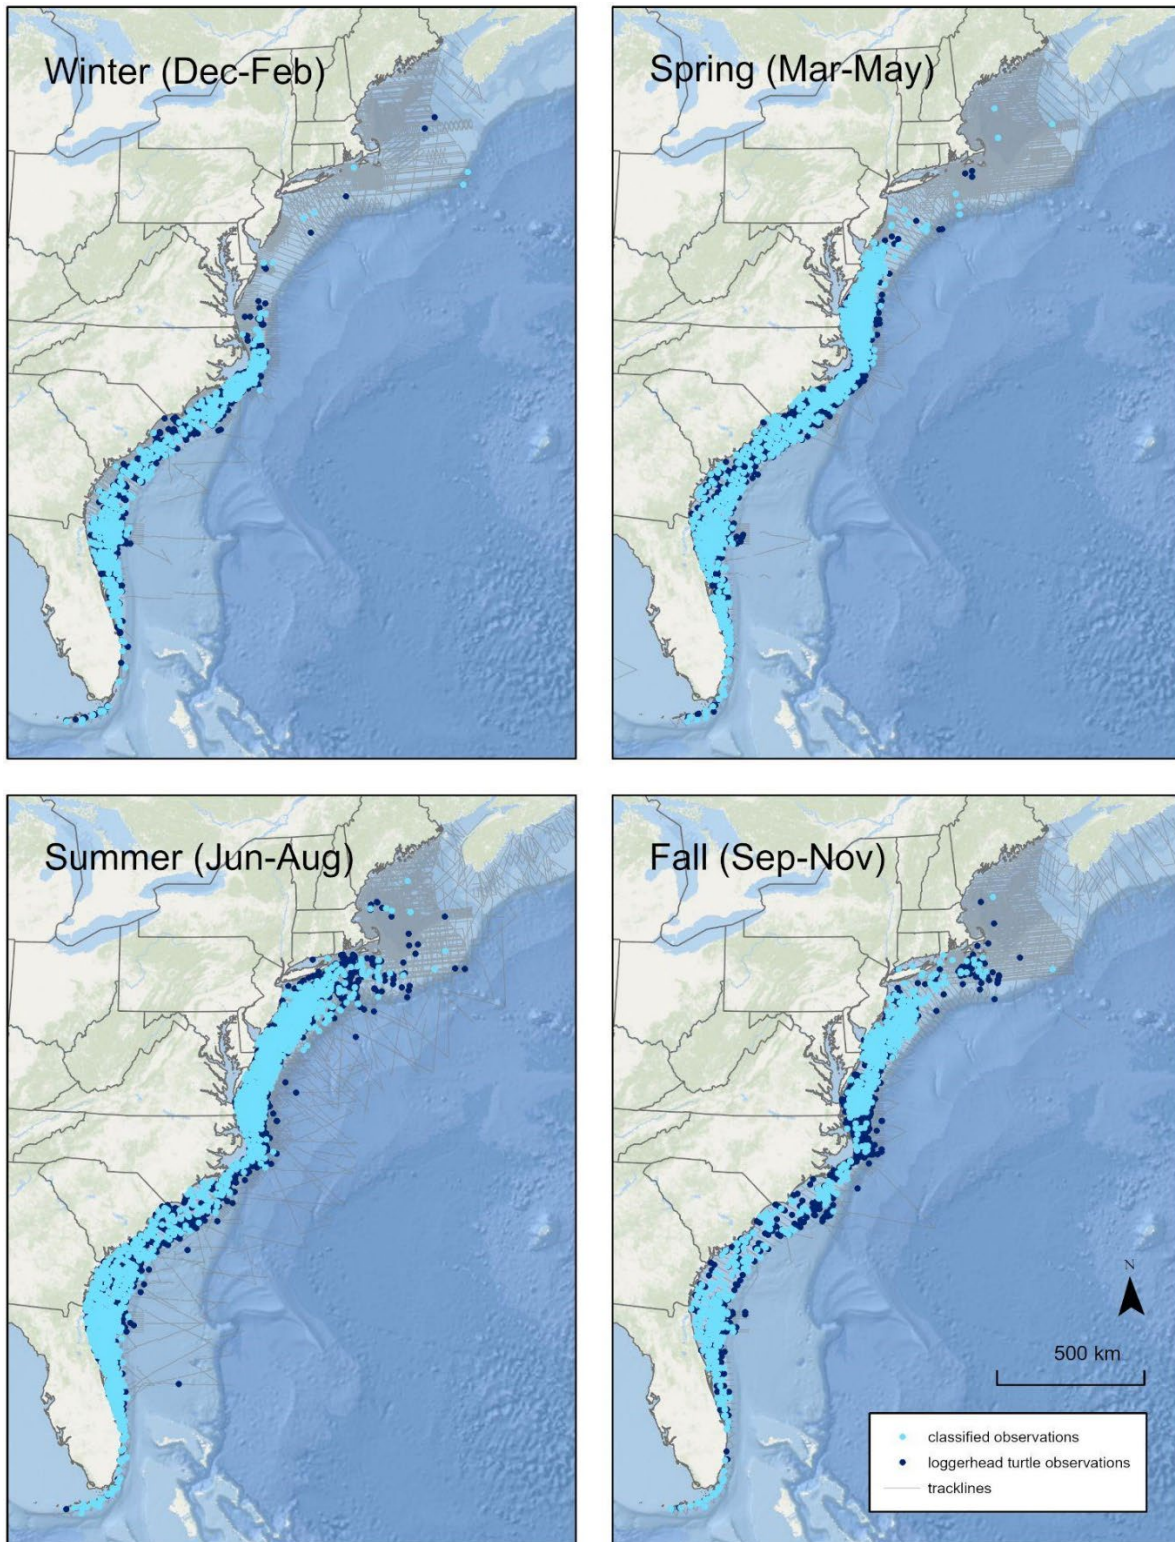 Winter (Dec-Feb)
Spring (Mar-May)
Summer (Jun-Aug)
Fall (Sep-Nov)
N
500 km
classified observations
loggerhead turtle observations
tracklines